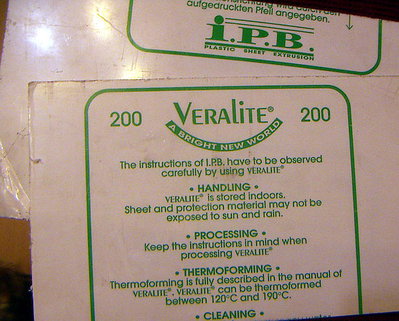 aufgedruckten Pfeil angegeben.
i.P.B.
PLASTIC SHEET EXTRUSION
200 VERALITE® 200
A BRIGHT NEW WORLD
The instructions of I.P.B. have to be observed
carefully by using VERALITE®
• HANDLING •
VERALITE® is stored indoors.
Sheet and protection material may not be
exposed to sun and rain.
• PROCESSING •
Keep the instructions in mind when
processing VERALITE®
• THERMOFORMING •
Thermoforming is fully described in the manual of
VERALITE®. VERALITE® can be thermoformed
between 120°C and 190°C.
• CLEANING •